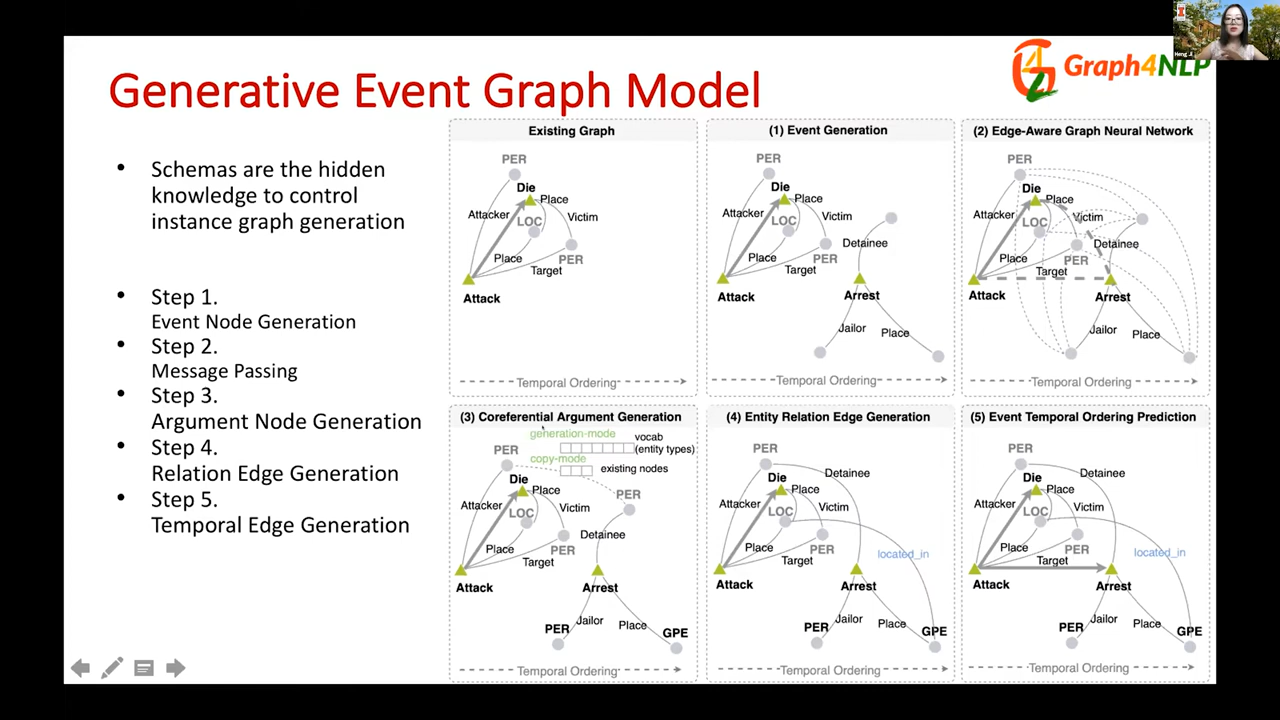 Heng Ji
Generative Event Graph Model
Graph4NLP
Schemas are the hidden
knowledge to control
instance graph generation
Step 1.
Event Node Generation
Step 2.
Message Passing
Step 3.
Argument Node Generation
Step 4.
Relation Edge Generation
Step 5.
Temporal Edge Generation
Existing Graph
PER
Die
Place
Attacker
LOC
Victim
Place
PER
Target
Attack
Temporal Ordering
(1) Event Generation
PER
Die
Place
Attacker
LOC
Victim
Detainee
Place
PER
Target
Attack
Arrest
Jailor
Place
Temporal Ordering
(2) Edge-Aware Graph Neural Network
PER
Die
Place
Attacker
LOC
Victim
Detainee
Place
PER
Target
Attack
Arrest
Jailor
Place
Temporal Ordering
(3) Coreferential Argument Generation
generation-mode
vocab
(entity types)
copy-mode
existing nodes
PER
Die
Place
PER
Attacker
LOC
Victim
Detainee
Place
PER
Target
Attack
Arrest
Jailor
Place
PER
GPE
Temporal Ordering
(4) Entity Relation Edge Generation
PER
Detainee
Die
Place
Attacker
LOC
Victim
Place
PER
located_in
Target
Attack
Arrest
Jailor
Place
PER
GPE
Temporal Ordering
(5) Event Temporal Ordering Prediction
PER
Detainee
Die
Place
Attacker
LOC
Victim
Place
PER
located_in
Target
Attack
Arrest
Jailor
Place
PER
GPE
Temporal Ordering